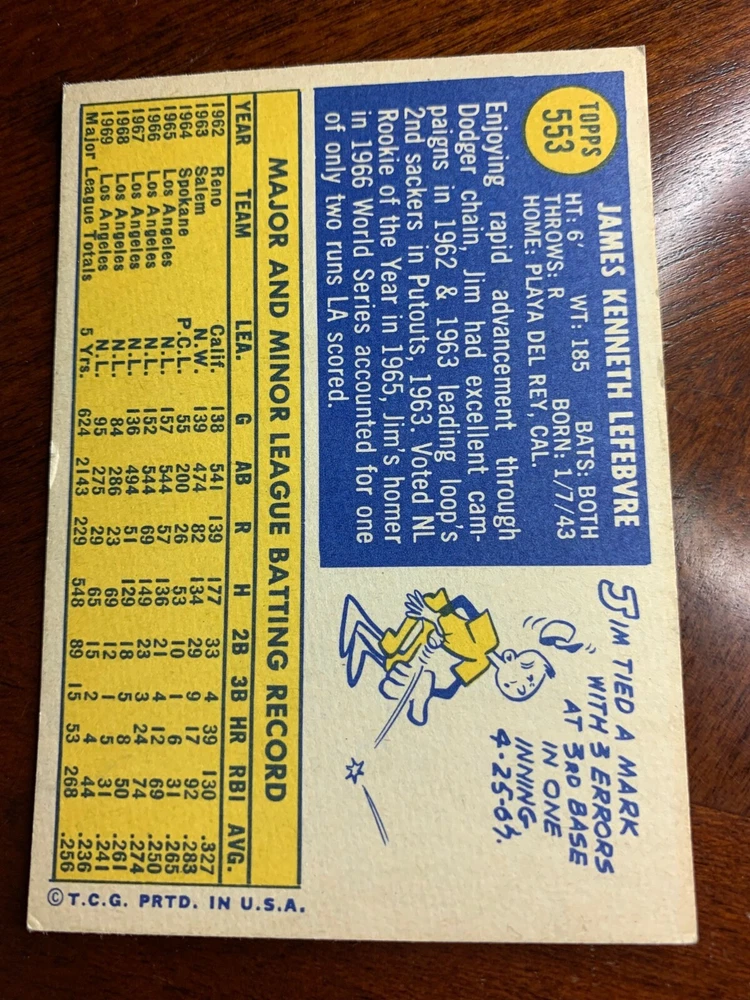 TOPPS
553
JAMES KENNETH LEFEBVRE
HT: 6' WT: 185 BATS: BOTH
THROWS: R BORN: 1/7/43
HOME: PLAYA DEL REY, CAL.
Enjoying rapid advancement through
Dodger chain, Jim had excellent cam-
paigns in 1962 & 1963 leading loop's
2nd sackers in Putouts, 1963. Voted NL
Rookie of the Year in 1965, Jim's homer
in 1966 World Series accounted for one
of only two runs LA scored.
JIM TIED A MARK
WITH 3 ERRORS
AT 3RD BASE
IN ONE
INNING,
4-25-67.
MAJOR AND MINOR LEAGUE BATTING RECORD
YEAR TEAM LEA. G AB R H 2B 3B HR RBI AVG.
1962 Reno Calif. 138 541 139 177 33 4 39 130 .327
1963 Salem N.W. 139 474 82 134 29 9 17 92 .283
1964 Spokane P.C.L. 55 200 26 53 10 1 6 31 .265
1965 Los Angeles N.L. 157 544 57 136 21 4 12 69 .250
1966 Los Angeles N.L. 152 544 69 149 23 3 24 74 .274
1967 Los Angeles N.L. 136 494 51 129 18 5 8 50 .261
1968 Los Angeles N.L. 84 286 23 69 12 1 5 31 .241
1969 Los Angeles N.L. 95 275 29 65 15 2 4 44 .236
Major League Totals 5 Yrs. 624 2143 229 548 89 15 53 268 .256
© T.C.G. PRTD. IN U.S.A.